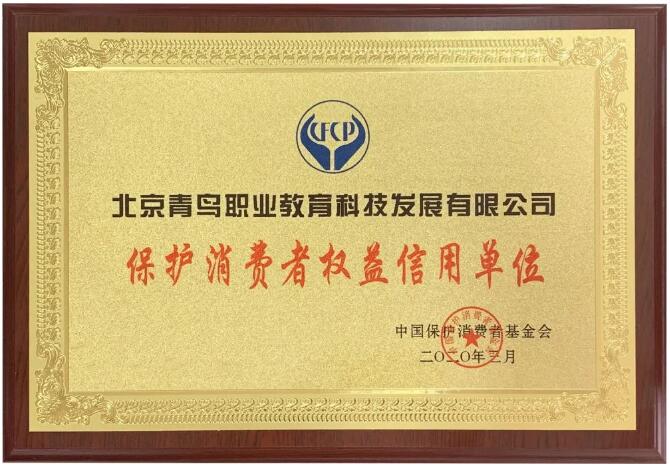 CFCP
北京青鸟职业教育科技发展有限公司
保护消费者权益信用单位
中国保护消费者基金会
二〇二〇年三月